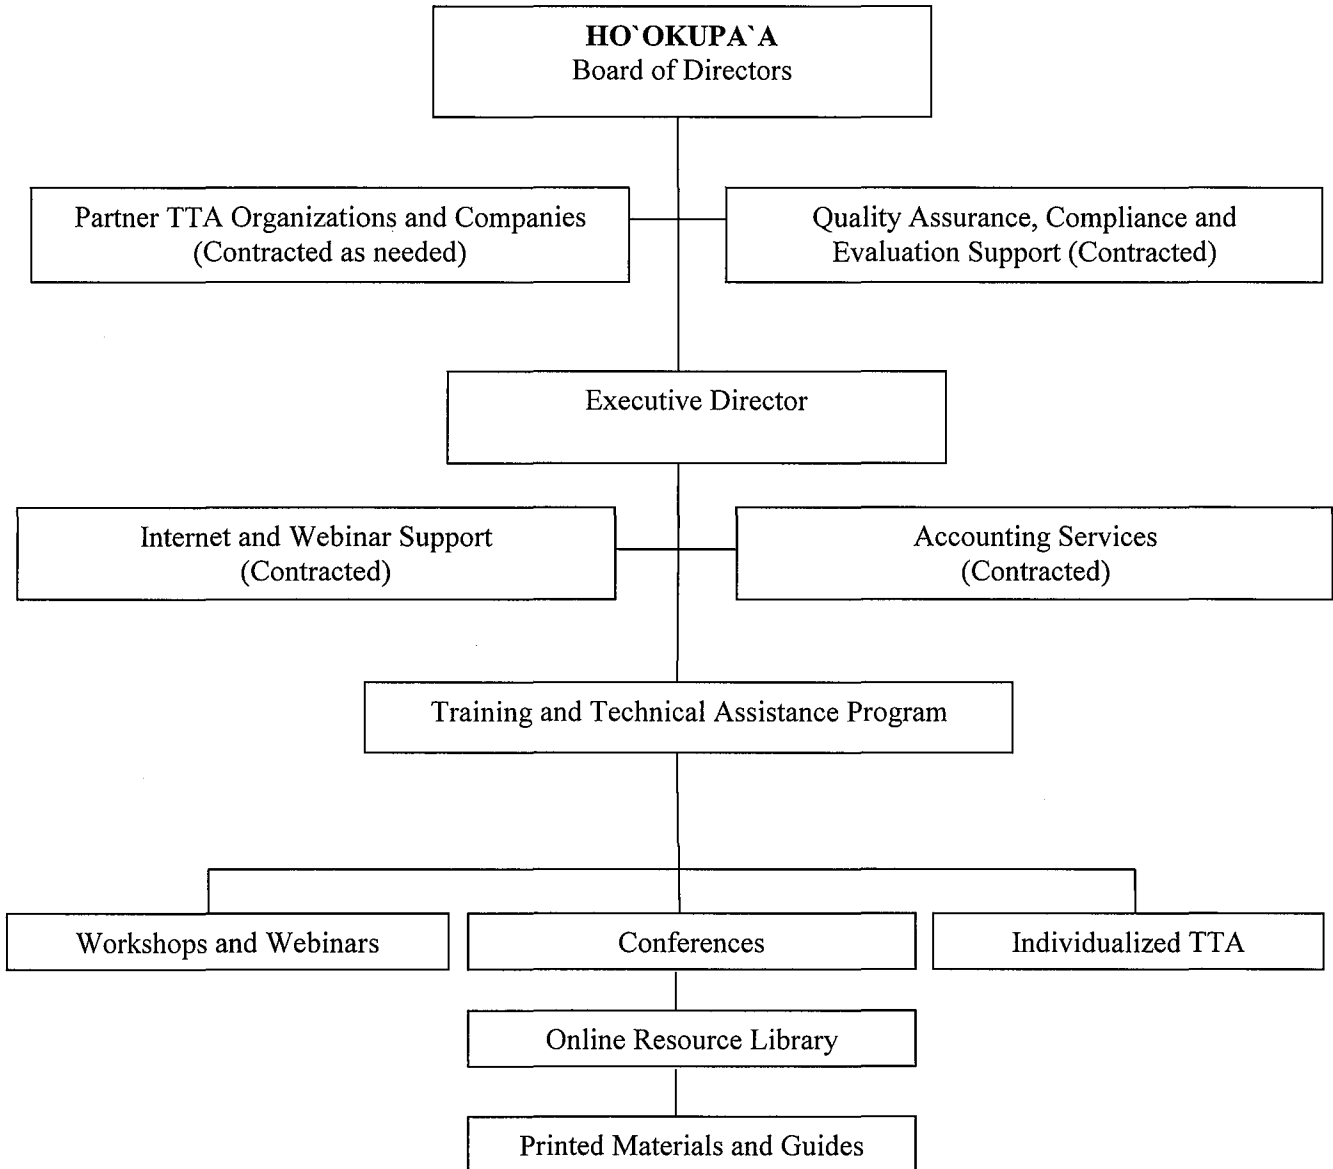 HO`OKUPA`A
Board of Directors
Partner TTA Organizations and Companies
(Contracted as needed)
Quality Assurance, Compliance and
Evaluation Support (Contracted)
Executive Director
Internet and Webinar Support
(Contracted)
Accounting Services
(Contracted)
Training and Technical Assistance Program
Workshops and Webinars
Conferences
Individualized TTA
Online Resource Library
Printed Materials and Guides